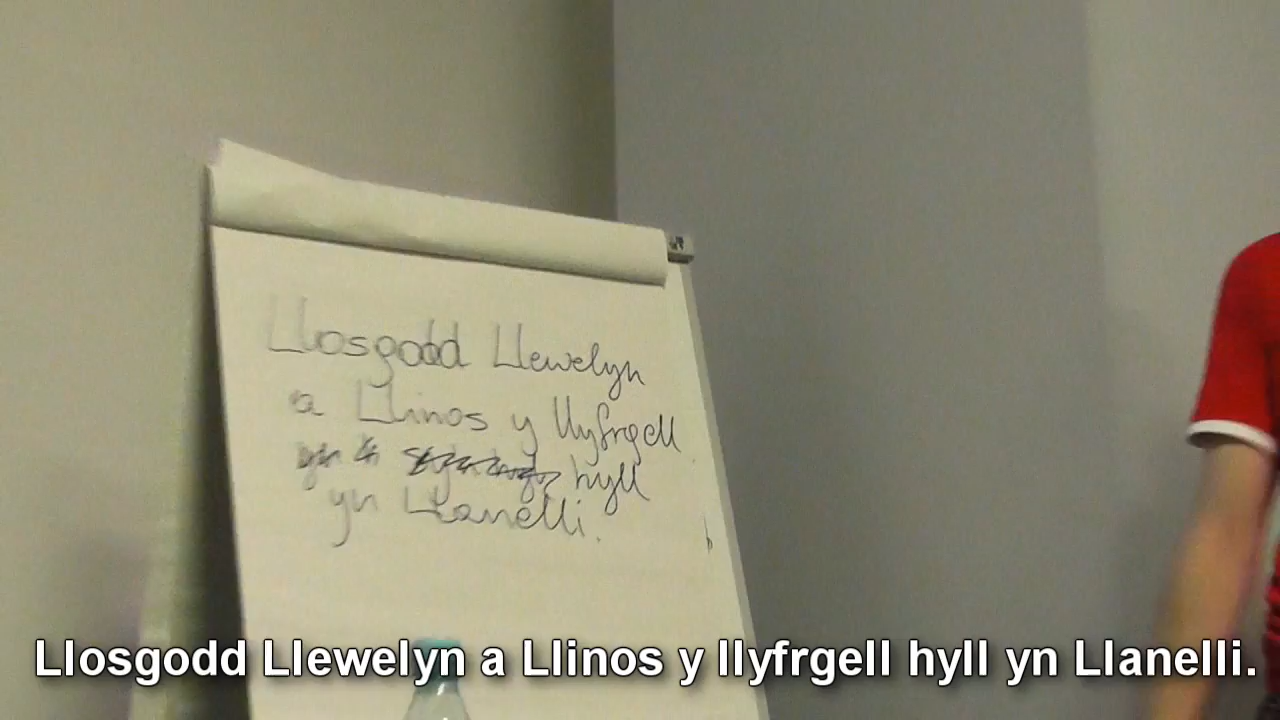 Llosgodd Llewelyn
a Llinos y llyfrgell
hyll
yn Llanelli.
Llosgodd Llewelyn a Llinos y llyfrgell hyll yn Llanelli.